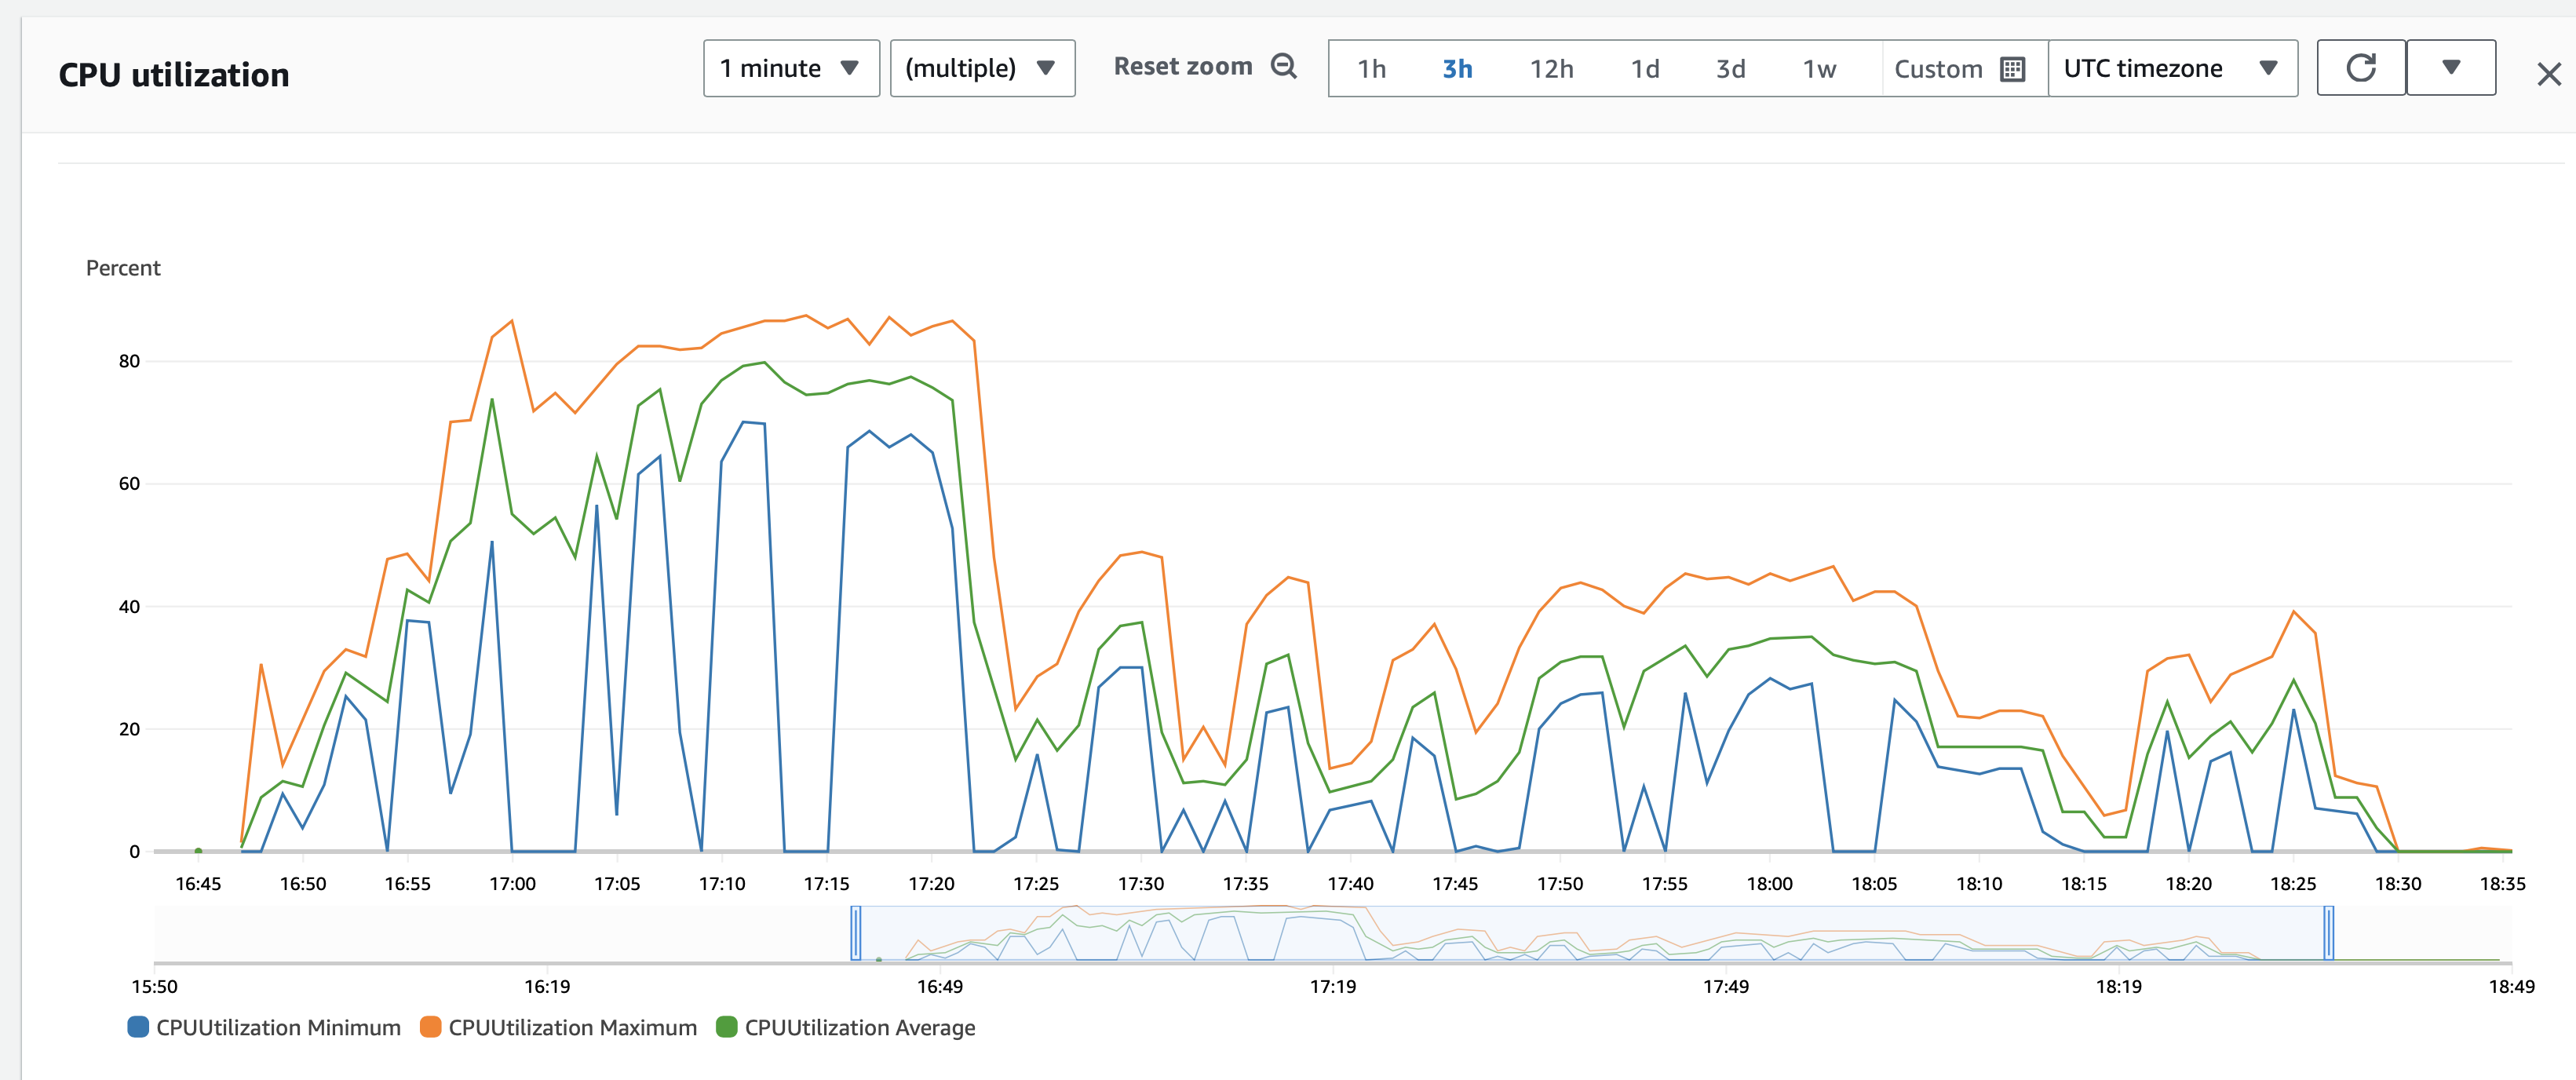 CPU utilization 1 minute (multiple) Reset zoom 1h 3h 12h 1d 3d 1w Custom UTC timezone
Percent
80
60
40
20
0
16:45 16:50 16:55 17:00 17:05 17:10 17:15 17:20 17:25 17:30 17:35 17:40 17:45 17:50 17:55 18:00 18:05 18:10 18:15 18:20 18:25 18:30 18:35
15:50 16:19 16:49 17:19 17:49 18:19 18:49
CPUUtilization Minimum CPUUtilization Maximum CPUUtilization Average